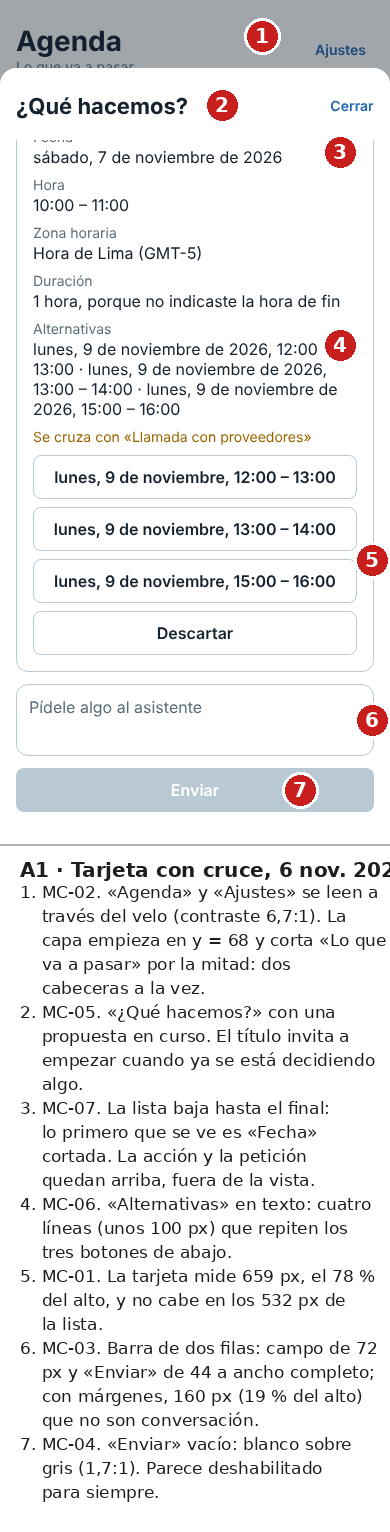 Agenda
1
Ajustes
Lo que va a pasar
¿Qué hacemos?
2
Cerrar
Fecha
3
sábado, 7 de noviembre de 2026
Hora
10:00 – 11:00
Zona horaria
Hora de Lima (GMT-5)
Duración
1 hora, porque no indicaste la hora de fin
Alternativas
4
lunes, 9 de noviembre de 2026, 12:00
13:00 · lunes, 9 de noviembre de 2026,
13:00 – 14:00 · lunes, 9 de noviembre de
2026, 15:00 – 16:00
Se cruza con «Llamada con proveedores»
lunes, 9 de noviembre, 12:00 – 13:00
lunes, 9 de noviembre, 13:00 – 14:00
5
lunes, 9 de noviembre, 15:00 – 16:00
Descartar
Pídele algo al asistente
6
Enviar
7
A1 · Tarjeta con cruce, 6 nov. 202
1. MC-02. «Agenda» y «Ajustes» se leen a
través del velo (contraste 6,7:1). La
capa empieza en y = 68 y corta «Lo que
va a pasar» por la mitad: dos
cabeceras a la vez.
2. MC-05. «¿Qué hacemos?» con una
propuesta en curso. El título invita a
empezar cuando ya se está decidiendo
algo.
3. MC-07. La lista baja hasta el final:
lo primero que se ve es «Fecha»
cortada. La acción y la petición
quedan arriba, fuera de la vista.
4. MC-06. «Alternativas» en texto: cuatro
líneas (unos 100 px) que repiten los
tres botones de abajo.
5. MC-01. La tarjeta mide 659 px, el 78 %
del alto, y no cabe en los 532 px de
la lista.
6. MC-03. Barra de dos filas: campo de 72
px y «Enviar» de 44 a ancho completo;
con márgenes, 160 px (19 % del alto)
que no son conversación.
7. MC-04. «Enviar» vacío: blanco sobre
gris (1,7:1). Parece deshabilitado
para siempre.